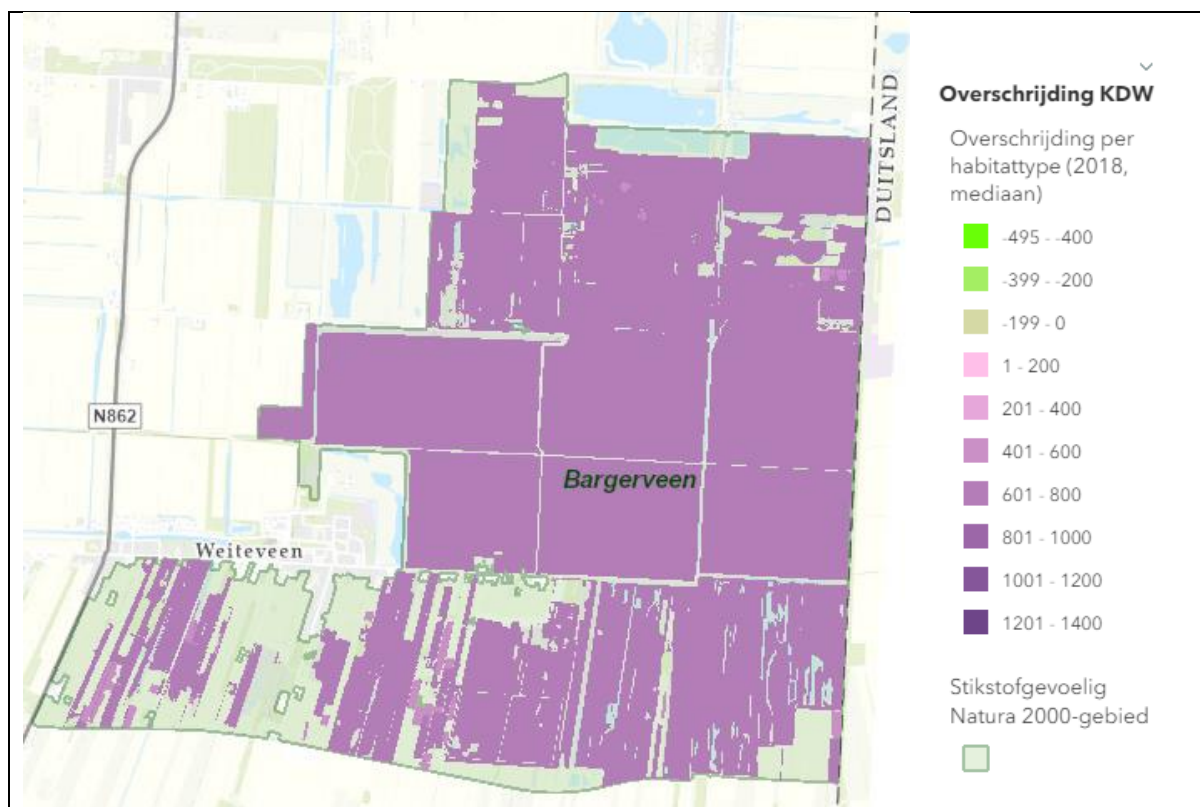 DUITSLAND
N862
Bargerveen
Weiteveen
Overschrijding KDW
Overschrijding per
habitattype (2018,
mediaan)
-495 - -400
-399 - -200
-199 - 0
1 - 200
201 - 400
401 - 600
601 - 800
801 - 1000
1001 - 1200
1201 - 1400
Stikstofgevoelig
Natura 2000-gebied